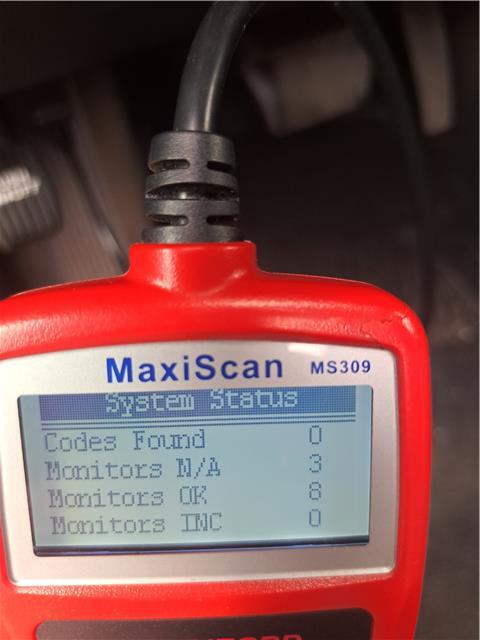 MaxiScan MS309
System Status
Codes Found 0
Monitors N/A 3
Monitors OK 8
Monitors INC 0